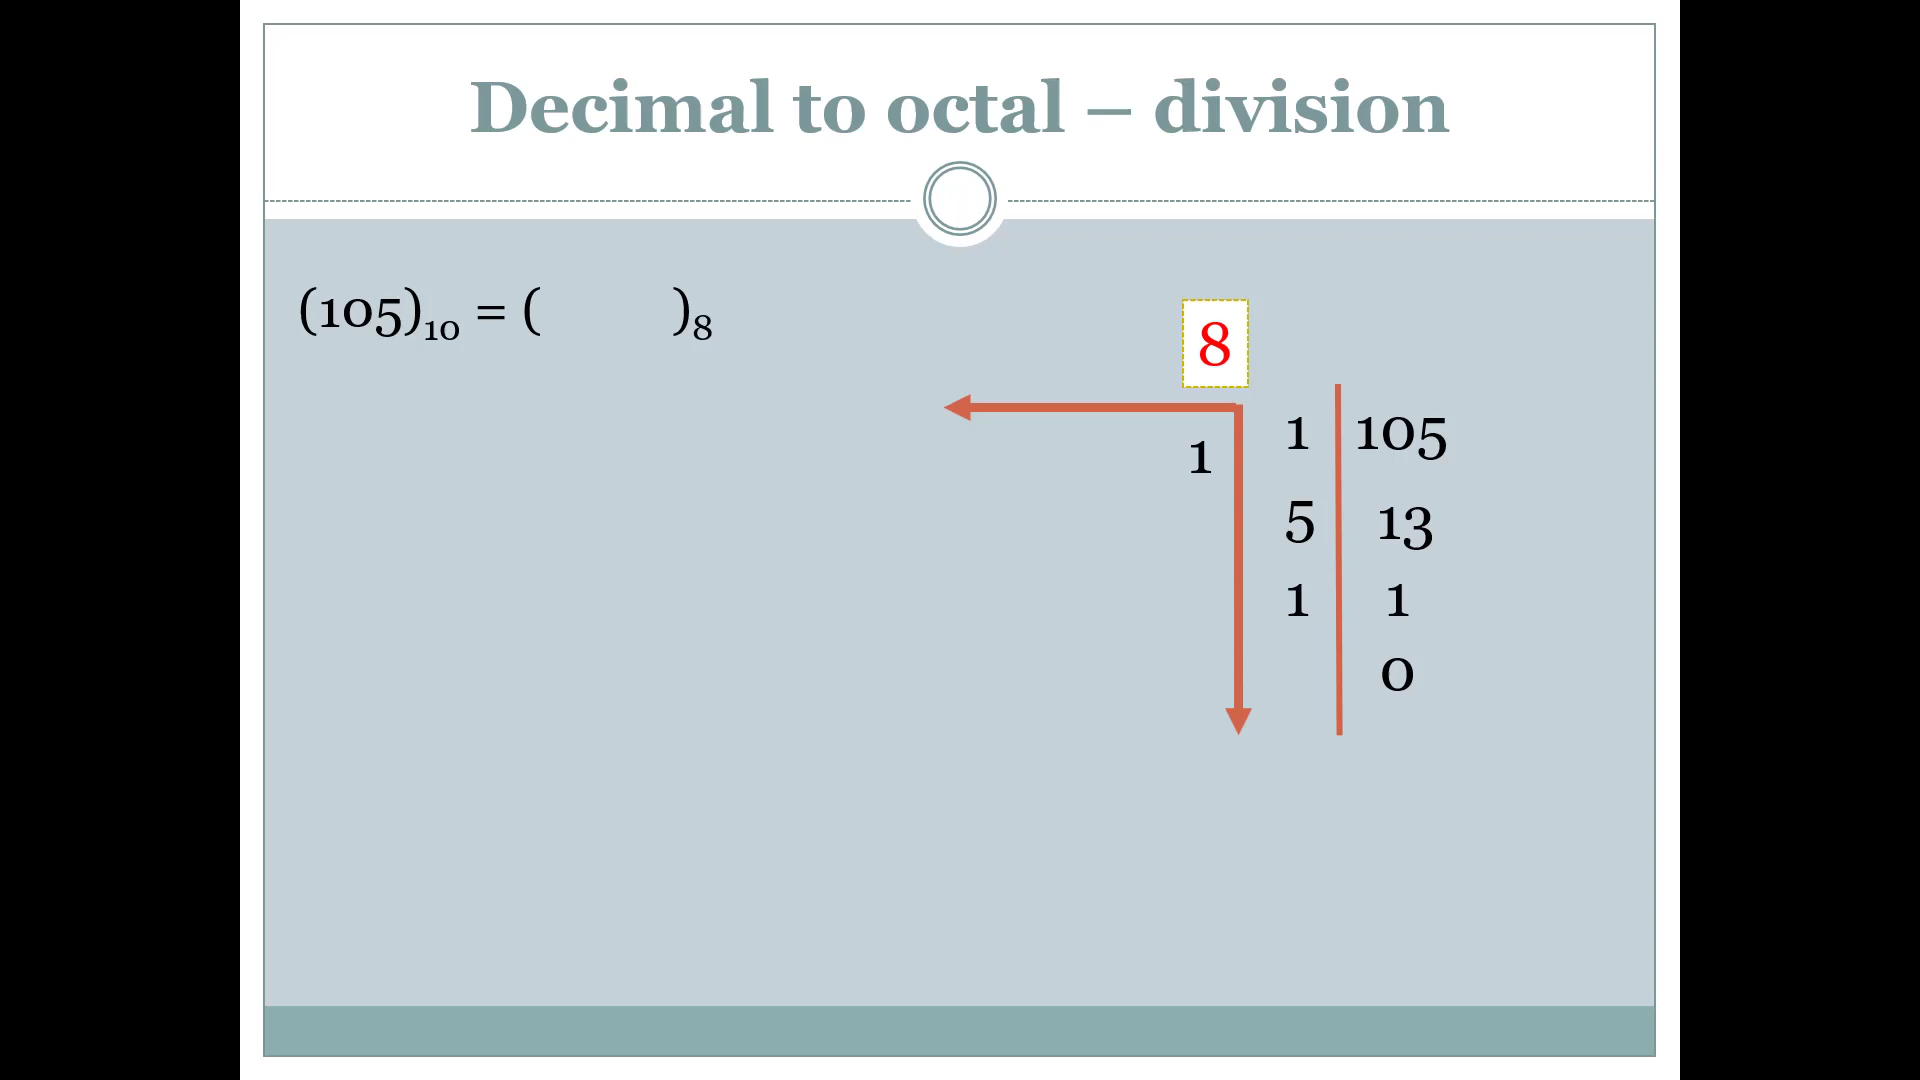 Decimal to octal – division
(105)₁₀ = (          )₈
8
1 1 105
5 13
1 1
0